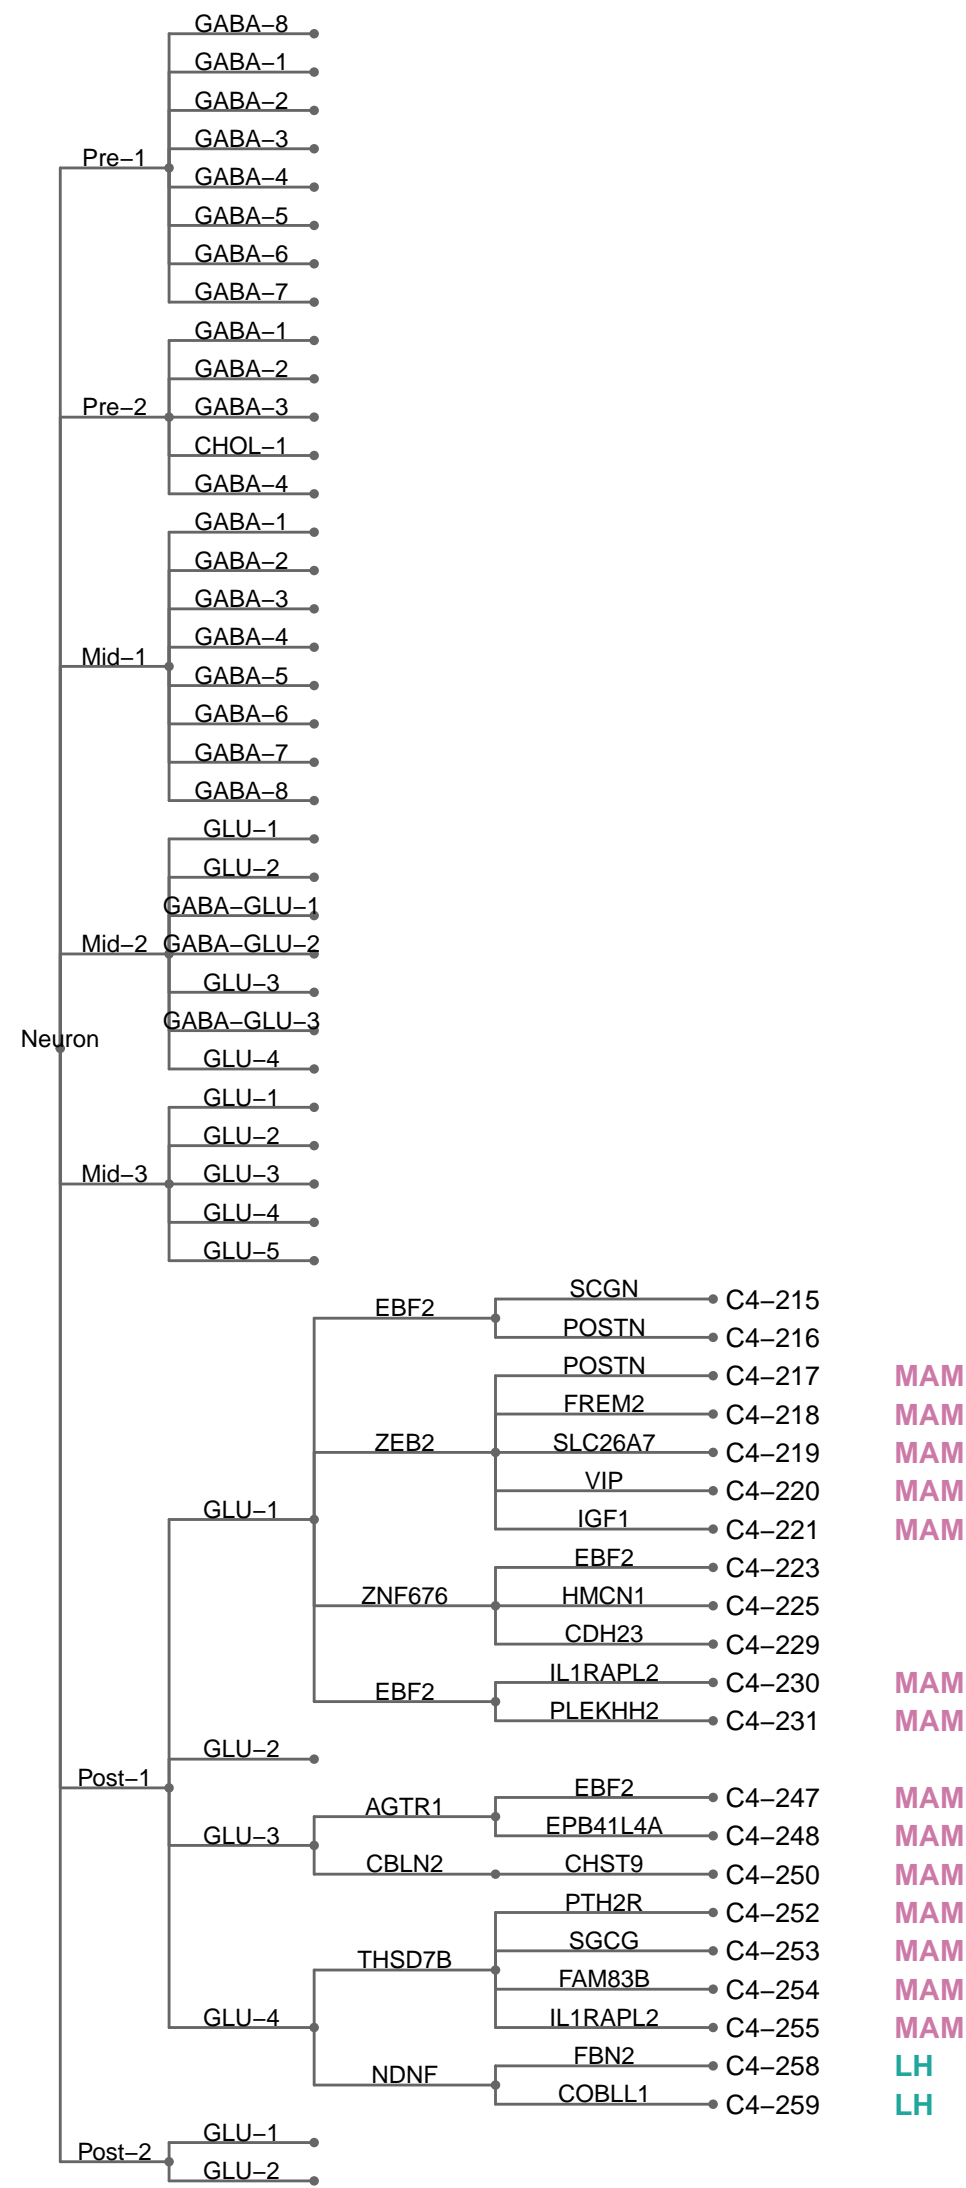 GABA−8
GABA−1
GABA−2
GABA−3
Pre−1
GABA−4
GABA−5
GABA−6
GABA−7
GABA−1
GABA−2
Pre−2 GABA−3
CHOL−1
GABA−4
GABA−1
GABA−2
GABA−3
GABA−4
Mid−1
GABA−5
GABA−6
GABA−7
GABA−8
GLU−1
GLU−2
GABA−GLU−1
Mid−2 GABA−GLU−2
GLU−3
GABA−GLU−3
Neuron
GLU−4
GLU−1
GLU−2
Mid−3 GLU−3
GLU−4
GLU−5
SCGN C4−215
EBF2
POSTN C4−216
POSTN C4−217 MAM
FREM2 C4−218 MAM
ZEB2 SLC26A7 C4−219 MAM
VIP C4−220 MAM
GLU−1
IGF1 C4−221 MAM
EBF2 C4−223
ZNF676 HMCN1 C4−225
CDH23 C4−229
IL1RAPL2 C4−230 MAM
EBF2
PLEKHH2 C4−231 MAM
GLU−2
Post−1
EBF2 C4−247 MAM
AGTR1
EPB41L4A C4−248 MAM
GLU−3
CBLN2 CHST9 C4−250 MAM
PTH2R C4−252 MAM
SGCG C4−253 MAM
THSD7B
FAM83B C4−254 MAM
GLU−4 IL1RAPL2 C4−255 MAM
FBN2 C4−258 LH
NDNF
COBLL1 C4−259 LH
GLU−1
Post−2
GLU−2